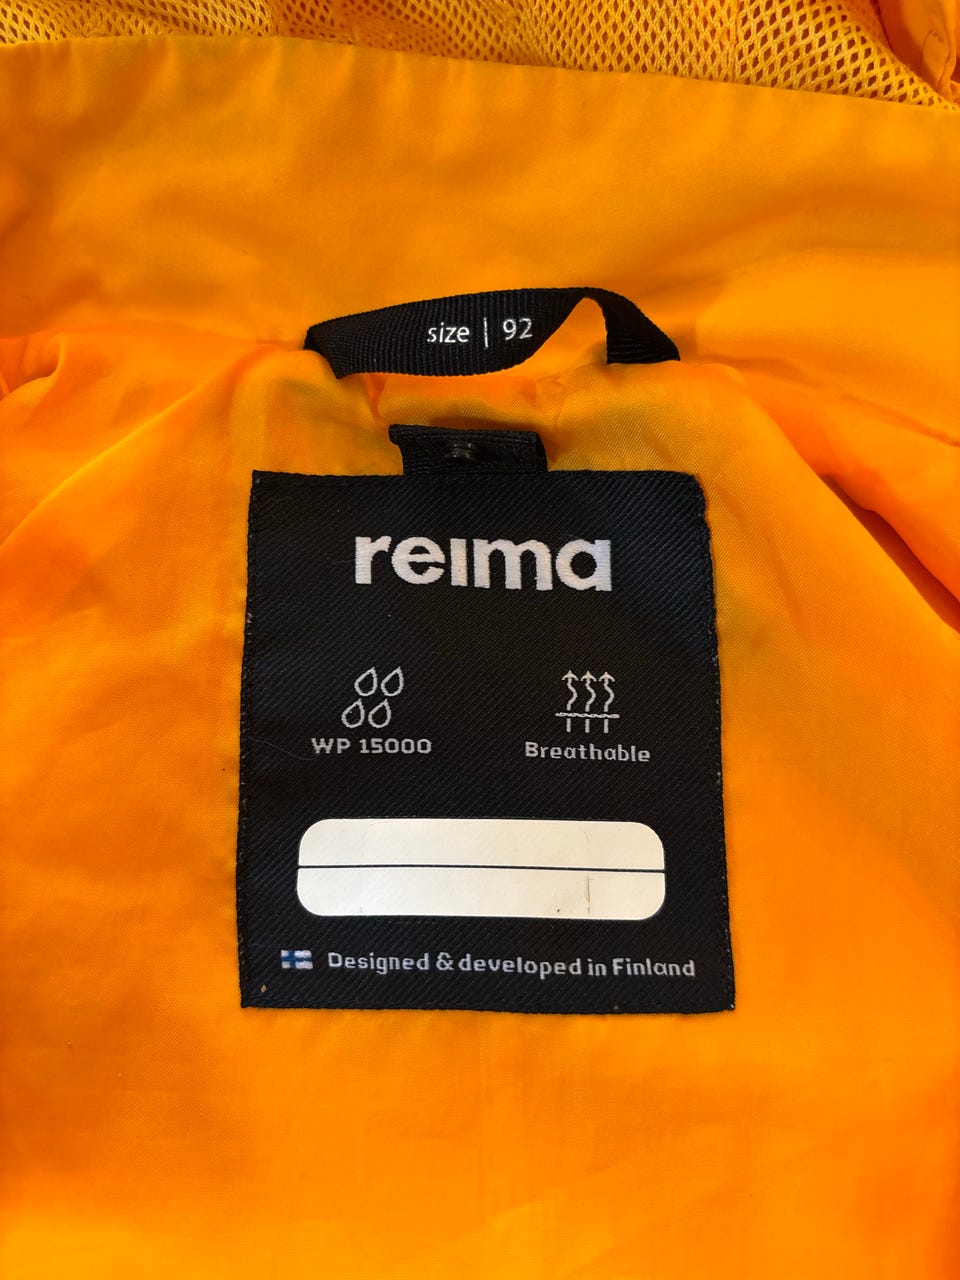 size | 92
reima
WP 15000
Breathable
Designed & developed in Finland